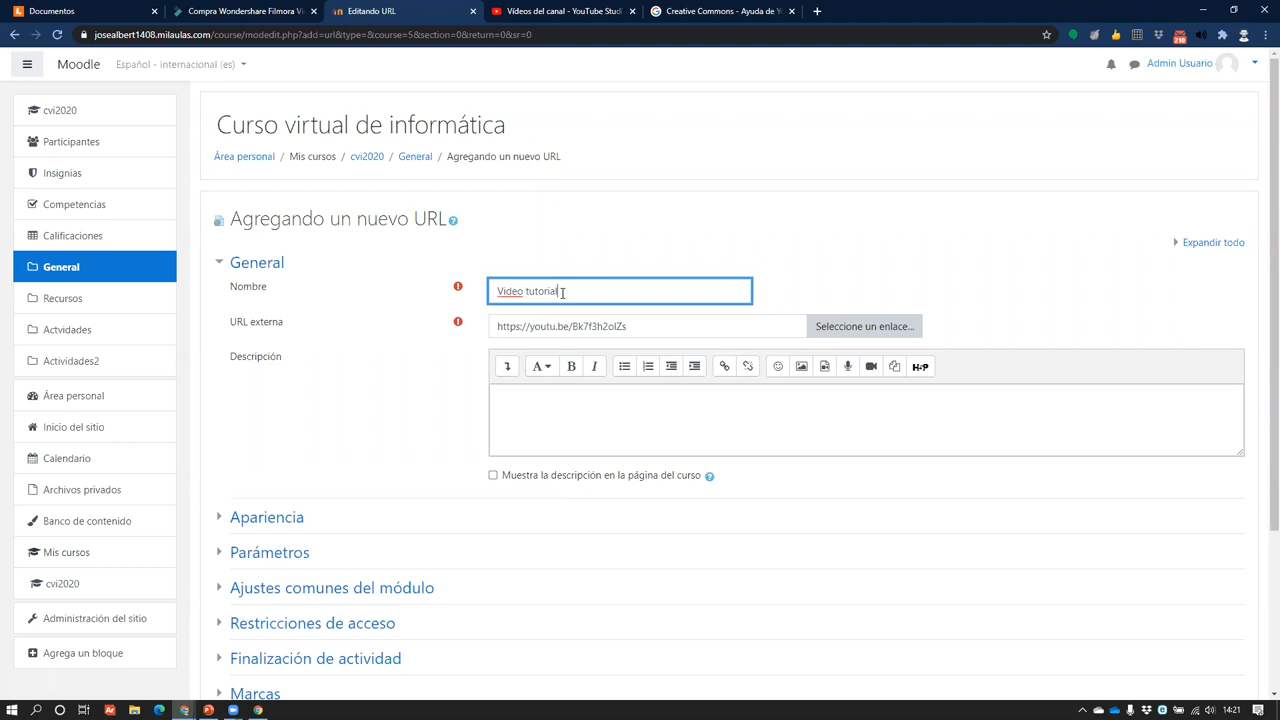 Documentos
Compra Wondershare Filmora Vi
Editando URL
Vídeos del canal - YouTube Studi
Creative Commons - Ayuda de Y
josealbert1408.milaulas.com/course/modedit.php?add=url&type=&course=5&section=0&return=0&sr=0
210
Moodle
Español - internacional (es)
Admin Usuario
cvi2020
Participantes
Insignias
Competencias
Calificaciones
General
Recursos
Actvidades
Actividades2
Área personal
Inicio del sitio
Calendario
Archivos privados
Banco de contenido
Mis cursos
cvi2020
Administración del sitio
Agrega un bloque
Curso virtual de informática
Área personal / Mis cursos / cvi2020 / General / Agregando un nuevo URL
Agregando un nuevo URL
Expandir todo
General
Nombre
Video tutorial
URL externa
https://youtu.be/Bk7f3h2olZs
Seleccione un enlace...
Descripción
A B I
H-P
Muestra la descripción en la página del curso
Apariencia
Parámetros
Ajustes comunes del módulo
Restricciones de acceso
Finalización de actividad
Marcas
14:21